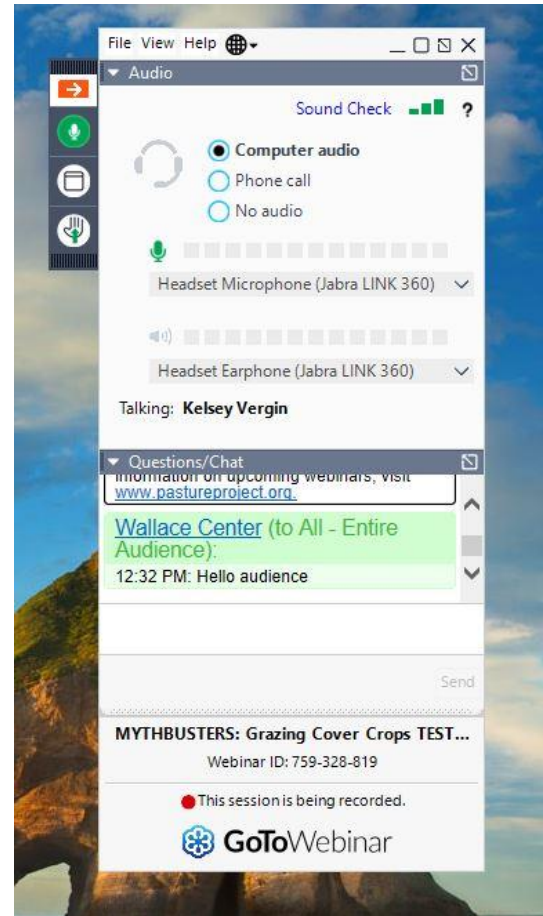 File View Help
Audio
Sound Check ?
Computer audio
Phone call
No audio
Headset Microphone (Jabra LINK 360)
Headset Earphone (Jabra LINK 360)
Talking: Kelsey Vergin
Questions/Chat
information on upcoming webinars, visit
www.pastureproject.org.
Wallace Center (to All - Entire
Audience):
12:32 PM: Hello audience
Send
MYTHBUSTERS: Grazing Cover Crops TEST...
Webinar ID: 759-328-819
This session is being recorded.
GoToWebinar